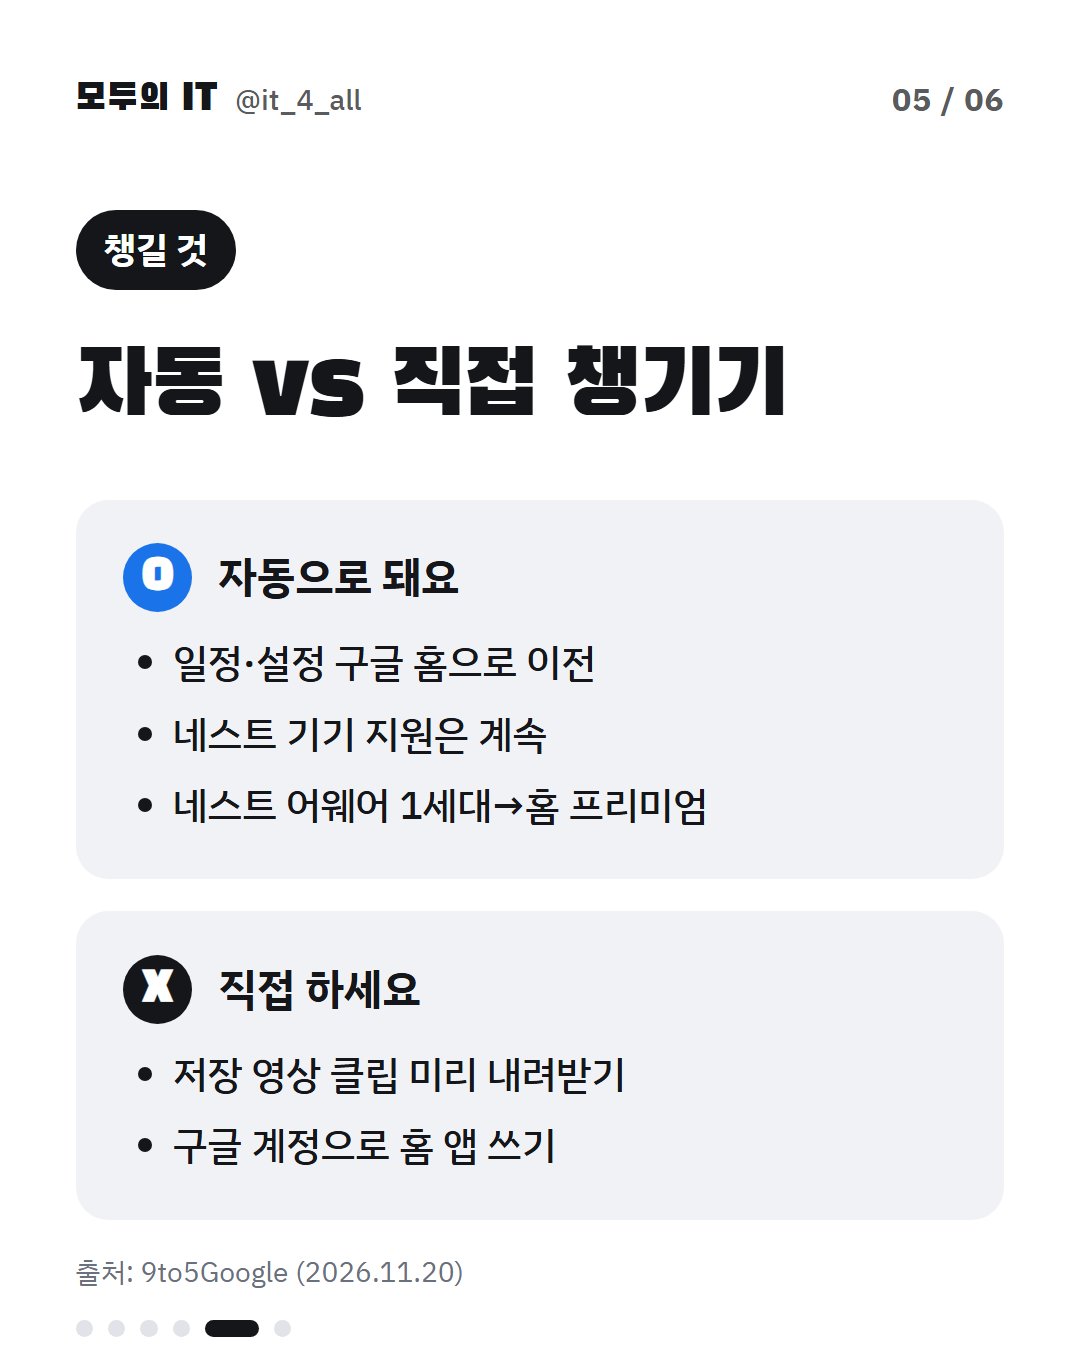 모두의 IT @it_4_all 05 / 06
챙길 것
자동 vs 직접 챙기기
O 자동으로 돼요
• 일정·설정 구글 홈으로 이전
• 네스트 기기 지원은 계속
• 네스트 어웨어 1세대→홈 프리미엄
X 직접 하세요
• 저장 영상 클립 미리 내려받기
• 구글 계정으로 홈 앱 쓰기
출처: 9to5Google (2026.11.20)